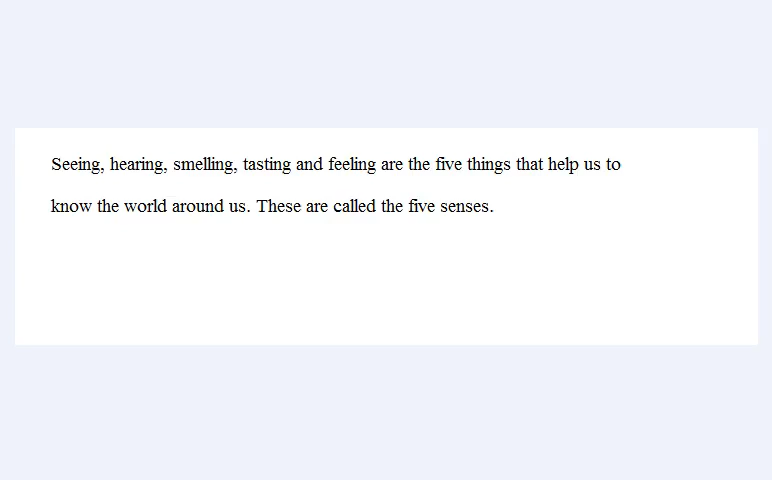 Seeing, hearing, smelling, tasting and feeling are the five things that help us to
know the world around us. These are called the five senses.